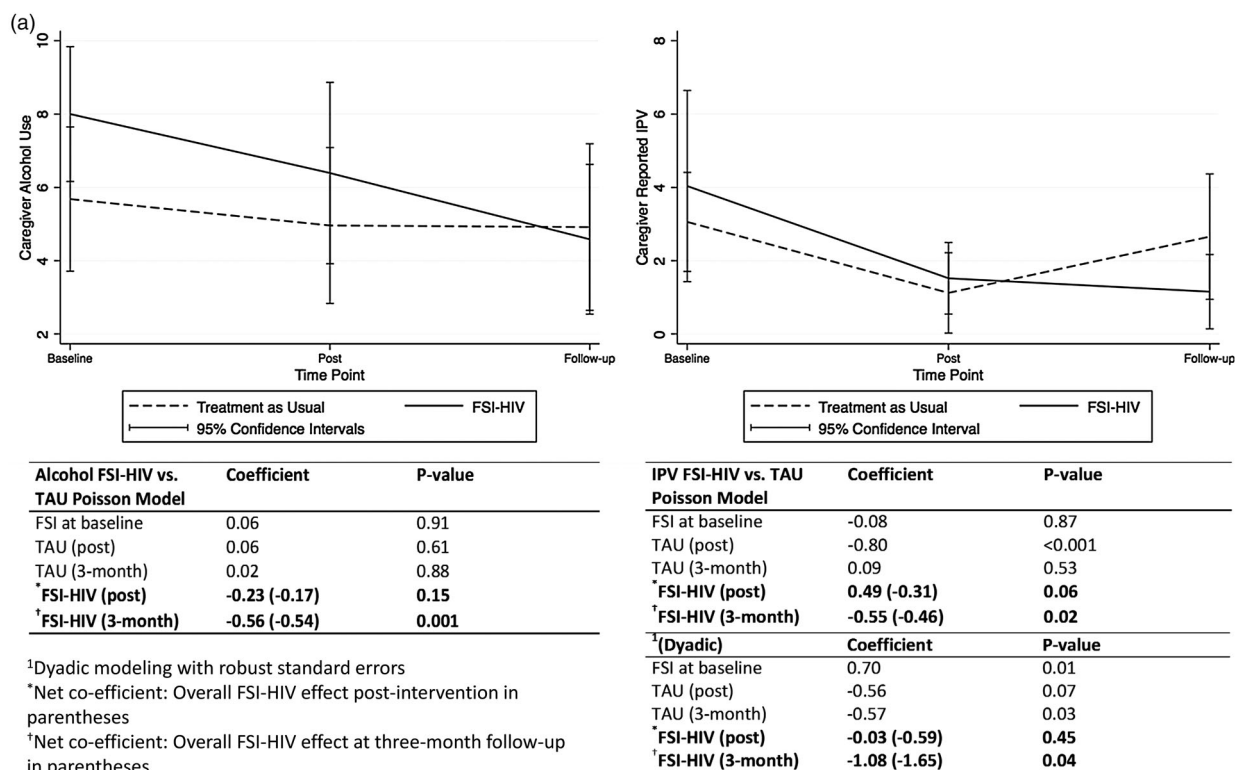 (a)
10
8
6
4
2
Caregiver Alcohol Use
Baseline
Post
Follow-up
Time Point
Treatment as Usual
FSI-HIV
95% Confidence Intervals
8
6
4
2
0
Caregiver Reported IPV
Baseline
Post
Follow-up
Time Point
Treatment as Usual
FSI-HIV
95% Confidence Interval
Alcohol FSI-HIV vs. Coefficient P-value
TAU Poisson Model
FSI at baseline 0.06 0.91
TAU (post) 0.06 0.61
TAU (3-month) 0.02 0.88
*FSI-HIV (post) -0.23 (-0.17) 0.15
†FSI-HIV (3-month) -0.56 (-0.54) 0.001
1Dyadic modeling with robust standard errors
*Net co-efficient: Overall FSI-HIV effect post-intervention in
parentheses
†Net co-efficient: Overall FSI-HIV effect at three-month follow-up
in parentheses
IPV FSI-HIV vs. TAU Coefficient P-value
Poisson Model
FSI at baseline -0.08 0.87
TAU (post) -0.80 <0.001
TAU (3-month) 0.09 0.53
*FSI-HIV (post) 0.49 (-0.31) 0.06
†FSI-HIV (3-month) -0.55 (-0.46) 0.02
1(Dyadic) Coefficient P-value
FSI at baseline 0.70 0.01
TAU (post) -0.56 0.07
TAU (3-month) -0.57 0.03
*FSI-HIV (post) -0.03 (-0.59) 0.45
†FSI-HIV (3-month) -1.08 (-1.65) 0.04